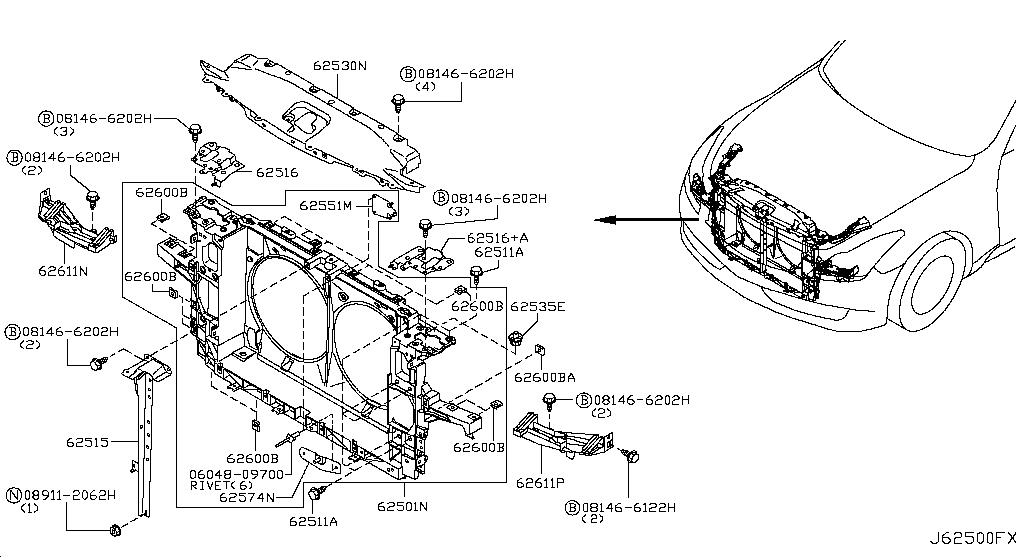 62530N
Ⓑ08146-6202H
(4)
Ⓑ08146-6202H
(3)
Ⓑ08146-6202H
(2)
62516
62600B
62551M
Ⓑ08146-6202H
(3)
62516+A
62511A
62611N
62600B
62600B
62535E
Ⓑ08146-6202H
(2)
62600BA
Ⓑ08146-6202H
(2)
62515
62600B
62600B
06048-09700
RIVET(6)
62574N
62611P
Ⓝ08911-2062H
(1)
62511A
62501N
Ⓑ08146-6122H
(2)
J62500FX